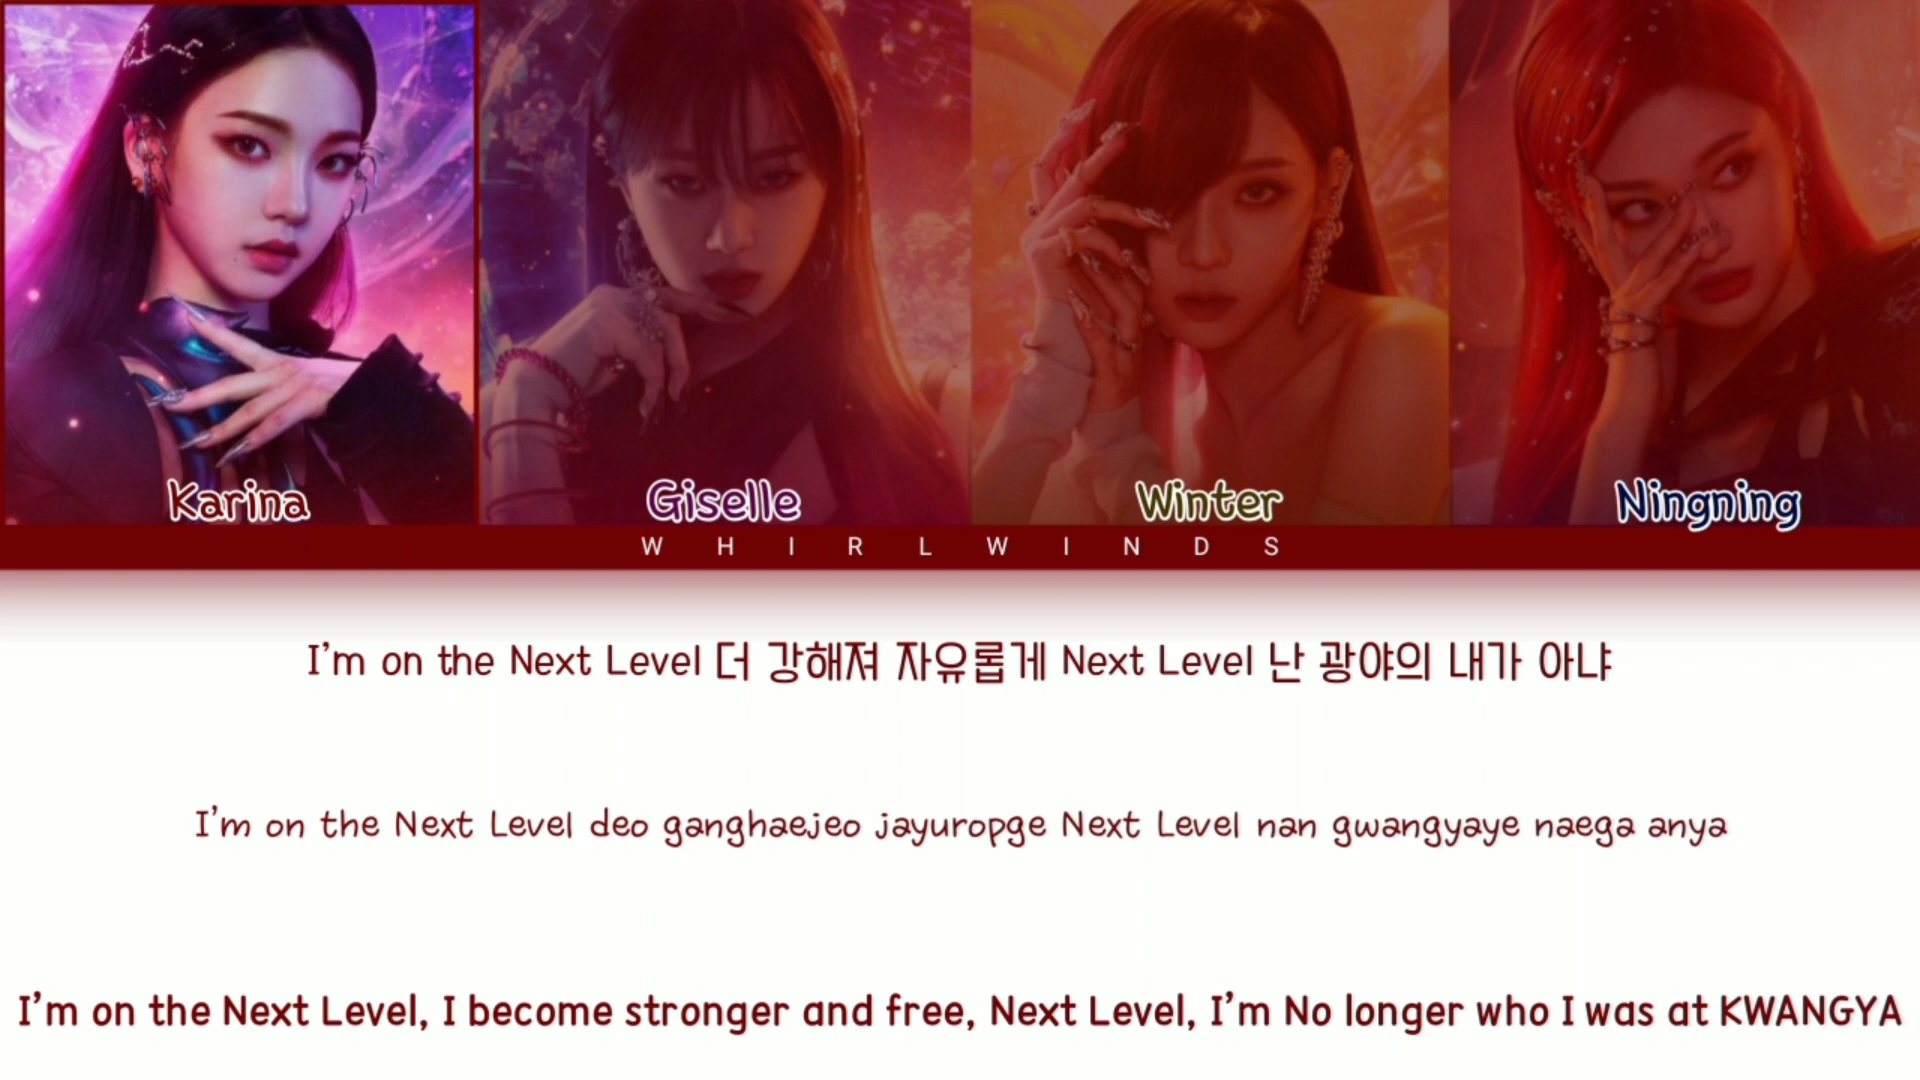 Karina
Giselle
Winter
Ningning
WHIRLWINDS
I'm on the Next Level 더 강해져 자유롭게 Next Level 난 광야의 내가 아냐
I'm on the Next Level deo ganghaejeo jayuropge Next Level nan gwangyaye naega anya
I'm on the Next Level, I become stronger and free, Next Level, I'm No longer who I was at KWANGYA